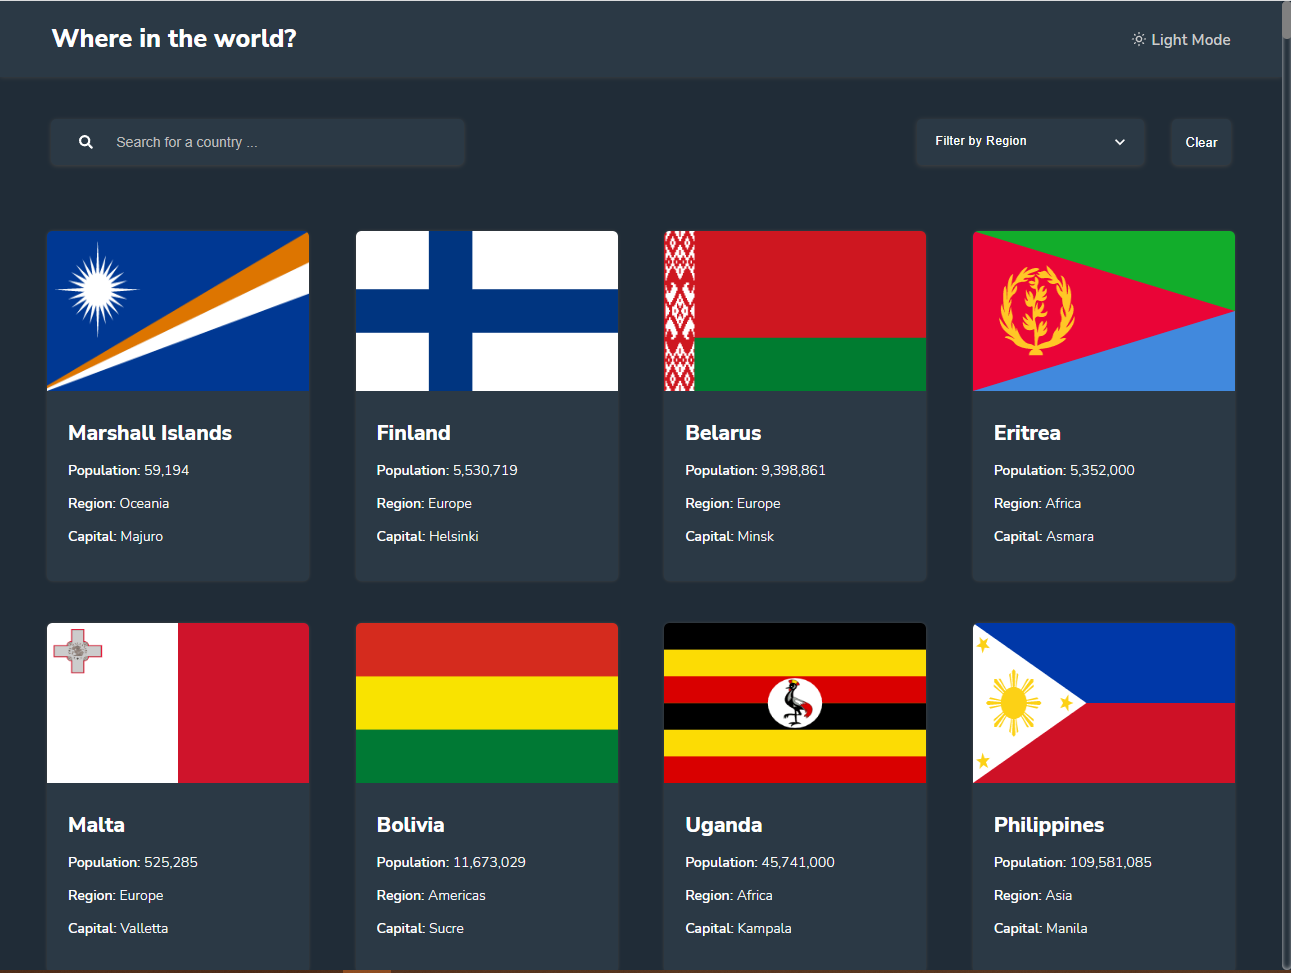 Where in the world?
Light Mode
Search for a country ...
Filter by Region
Clear
Marshall Islands
Population: 59,194
Region: Oceania
Capital: Majuro
Finland
Population: 5,530,719
Region: Europe
Capital: Helsinki
Belarus
Population: 9,398,861
Region: Europe
Capital: Minsk
Eritrea
Population: 5,352,000
Region: Africa
Capital: Asmara
Malta
Population: 525,285
Region: Europe
Capital: Valletta
Bolivia
Population: 11,673,029
Region: Americas
Capital: Sucre
Uganda
Population: 45,741,000
Region: Africa
Capital: Kampala
Philippines
Population: 109,581,085
Region: Asia
Capital: Manila